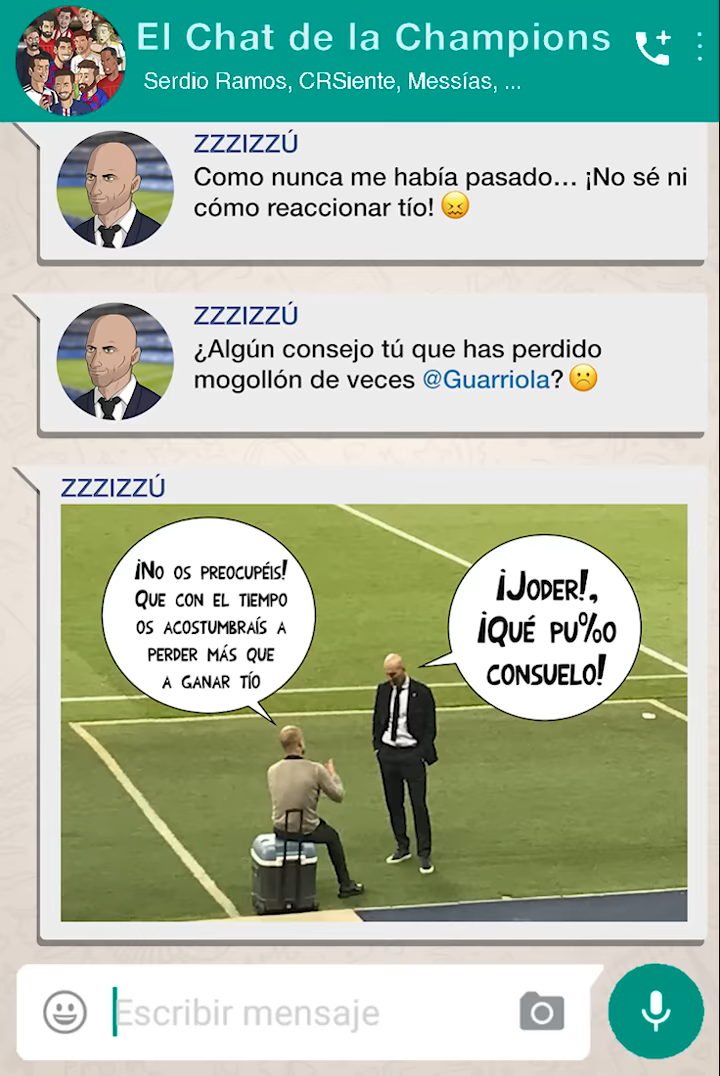 El Chat de la Champions
Serdio Ramos, CRSiente, Messías, ...
ZZZIZZÚ
Como nunca me había pasado... ¡No sé ni
cómo reaccionar tío! 😖
ZZZIZZÚ
¿Algún consejo tú que has perdido
mogollón de veces @Guarriola? ☹️
ZZZIZZÚ
¡No os preocupéis!
Que con el tiempo
os acostumbraís a
perder más que
a ganar tío
¡Joder!,
¡Qué pu%o
consuelo!
Escribir mensaje